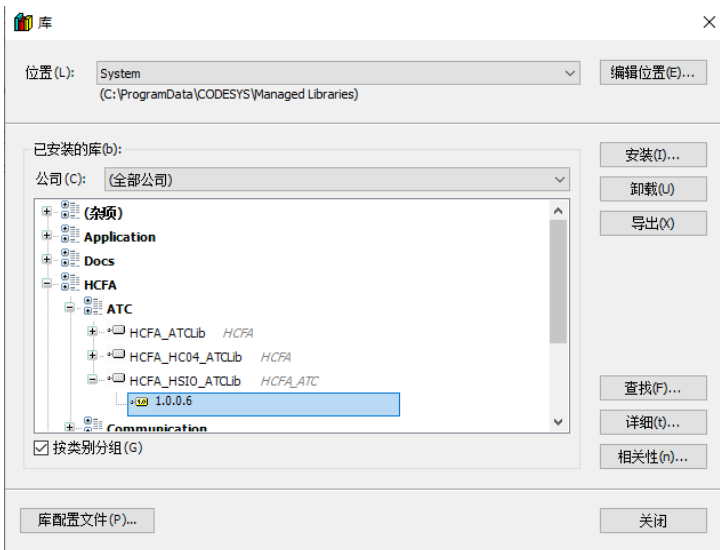 库
位置(L): System 编辑位置(E)...
(C:\ProgramData\CODESYS\Managed Libraries)
已安装的库(b):
安装(I)...
公司(C): (全部公司)
卸载(U)
(杂项)
导出(X)
Application
Docs
HCFA
ATC
HCFA_ATCLib HCFA
HCFA_HC04_ATCLib HCFA
HCFA_HSIO_ATCLib HCFA_ATC
查找(F)...
1.0 1.0.0.6
详细(t)...
Communication
按类别分组(G)
相关性(n)...
库配置文件(P)... 关闭